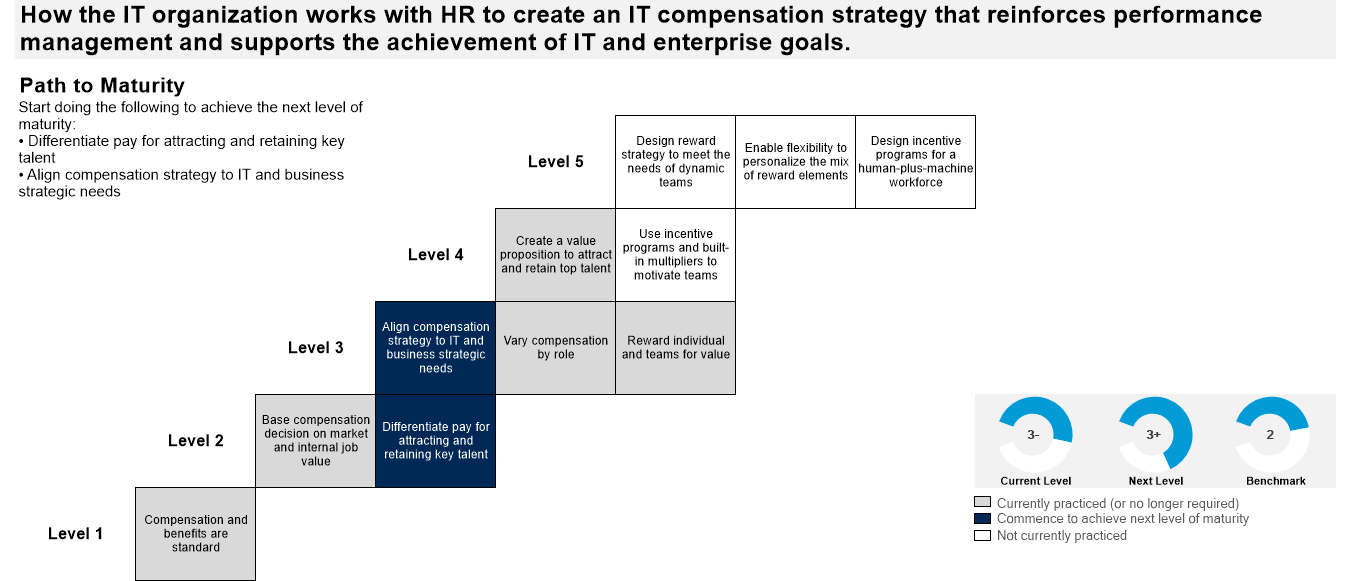 How the IT organization works with HR to create an IT compensation strategy that reinforces performance
management and supports the achievement of IT and enterprise goals.
Path to Maturity
Start doing the following to achieve the next level of
maturity:
• Differentiate pay for attracting and retaining key
talent
• Align compensation strategy to IT and business
strategic needs
Level 5
Design reward
strategy to meet the
needs of dynamic
teams
Enable flexibility to
personalize the mix
of reward elements
Design incentive
programs for a
human-plus-machine
workforce
Level 4
Create a value
proposition to attract
and retain top talent
Use incentive
programs and built-
in multipliers to
motivate teams
Level 3
Align compensation
strategy to IT and
business strategic
needs
Vary compensation
by role
Reward individual
and teams for value
Level 2
Base compensation
decision on market
and internal job
value
Differentiate pay for
attracting and
retaining key talent
Level 1
Compensation and
benefits are
standard
3-
Current Level
3+
Next Level
2
Benchmark
Currently practiced (or no longer required)
Commence to achieve next level of maturity
Not currently practiced